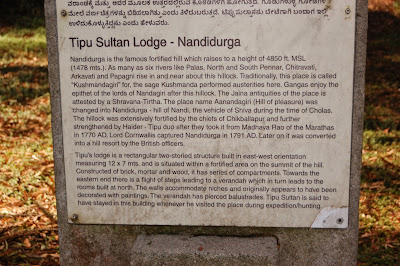 ಮತ್ತು ಅದರ ಮೂಲಕ
ಮೇಲೆ ಎಂದು ಟಿಪ್ಪು ಬಂದಾಗ
ಉಳಿದುಕೊಳ್ಳುತ್ತಿದ್ದನು ಎಂದು
Tipu Sultan Lodge - Nandidurga
Nandidurga is the famous fortified hill which raises to a height of 4850 ft. MSL
(1478 mts.). As many as six rivers like Palas, North and South Pennar, Chitravati,
Arkavati and Papagni rise in and near about this hillock. Traditionally, this place is called
"Kushmandagiri" for, the sage Kushmanda performed austerities here. Gangas enjoy the
epithet of the lords of Nandagiri after this hillock. The Jaina antiquities of the place is
attested by a Shravana-Tirtha. The place name Aanandagiri (Hill of pleasure) was
changed into Nandidurga - hill of Nandi, the vehicle of Shiva during the time of Cholas.
The hillock was extensively fortified by the chiefs of Chikballapur and further
strengthened by Haider - Tipu duo after they took it from Madhava Rao of the Marathas
in 1770 AD. Lord Cornwallis captured Nandidurga in 1791 AD. Later on it was converted
into a hill resort by the British officers.
Tipu's lodge is a rectangular two-storied structure built in east-west orientation
measuring 12 x 7 mts. and is situated within a fortified area on the summit of the hill.
Constructed of brick, mortar and wood, it has series of compartments. Towards the
eastern end there is a flight of steps leading to a verandah which in turn leads to the
rooms built at north. The walls accommodate niches and originally appears to have been
decorated with paintings. The verandah has pierced balustrades. Tipu Sultan is said to
have stayed in this building whenever he visited the place during expedition/hunting.